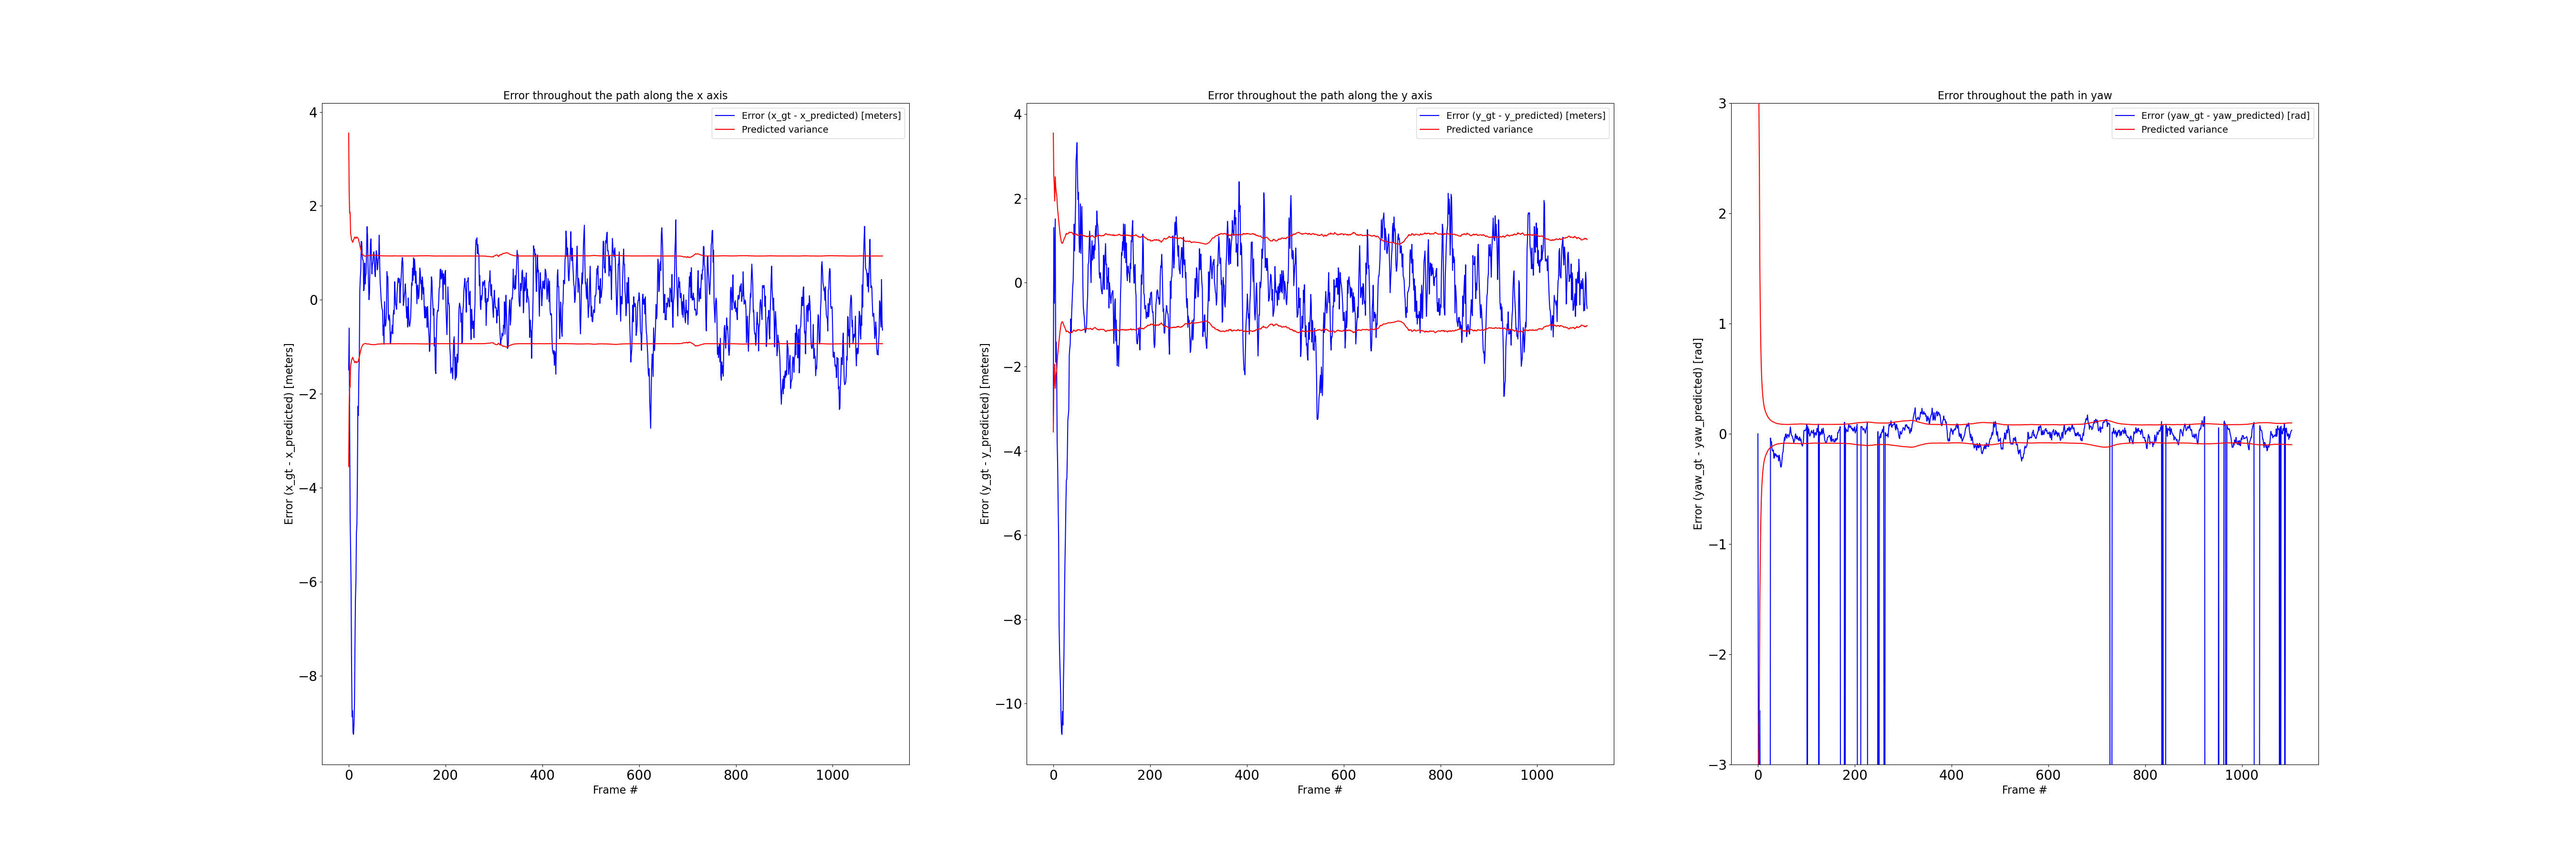 Error throughout the path along the x axis
Error (x_gt - x_predicted) [meters]
Predicted variance
Error (x_gt - x_predicted) [meters]
4
2
0
−2
−4
−6
−8
0 200 400 600 800 1000
Frame #
Error throughout the path along the y axis
Error (y_gt - y_predicted) [meters]
Predicted variance
Error (y_gt - y_predicted) [meters]
4
2
0
−2
−4
−6
−8
−10
0 200 400 600 800 1000
Frame #
Error throughout the path in yaw
Error (yaw_gt - yaw_predicted) [rad]
Predicted variance
Error (yaw_gt - yaw_predicted) [rad]
3
2
1
0
−1
−2
−3
0 200 400 600 800 1000
Frame #